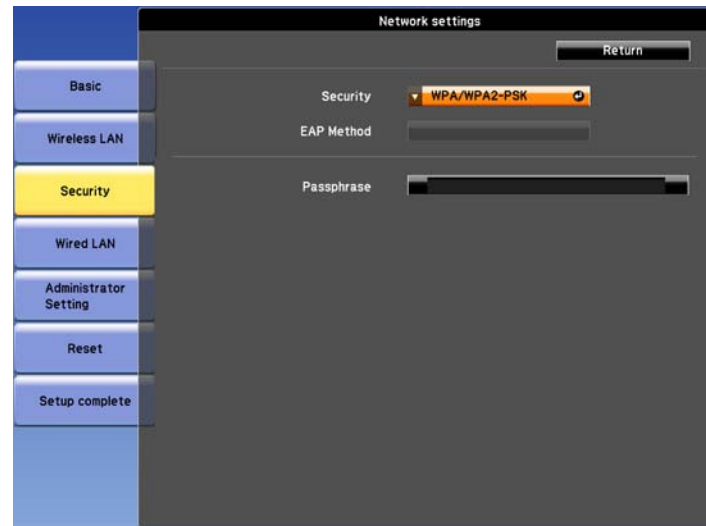 Network settings
Return
Basic
Wireless LAN
Security
Wired LAN
Administrator
Setting
Reset
Setup complete
Security
WPA/WPA2-PSK
EAP Method
Passphrase